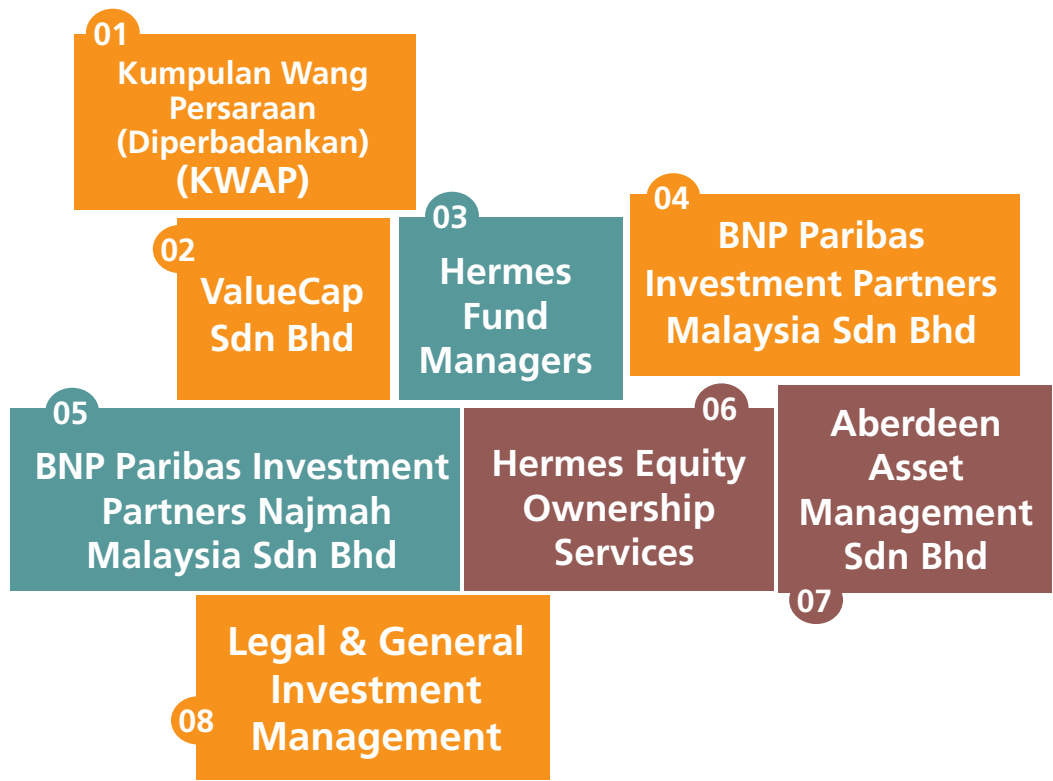 01
Kumpulan Wang
Persaraan
(Diperbadankan)
(KWAP)
02
ValueCap
Sdn Bhd
03
Hermes
Fund
Managers
04
BNP Paribas
Investment Partners
Malaysia Sdn Bhd
05
BNP Paribas Investment
Partners Najmah
Malaysia Sdn Bhd
06
Hermes Equity
Ownership
Services
Aberdeen
Asset
Management
Sdn Bhd
07
Legal & General
Investment
Management
08